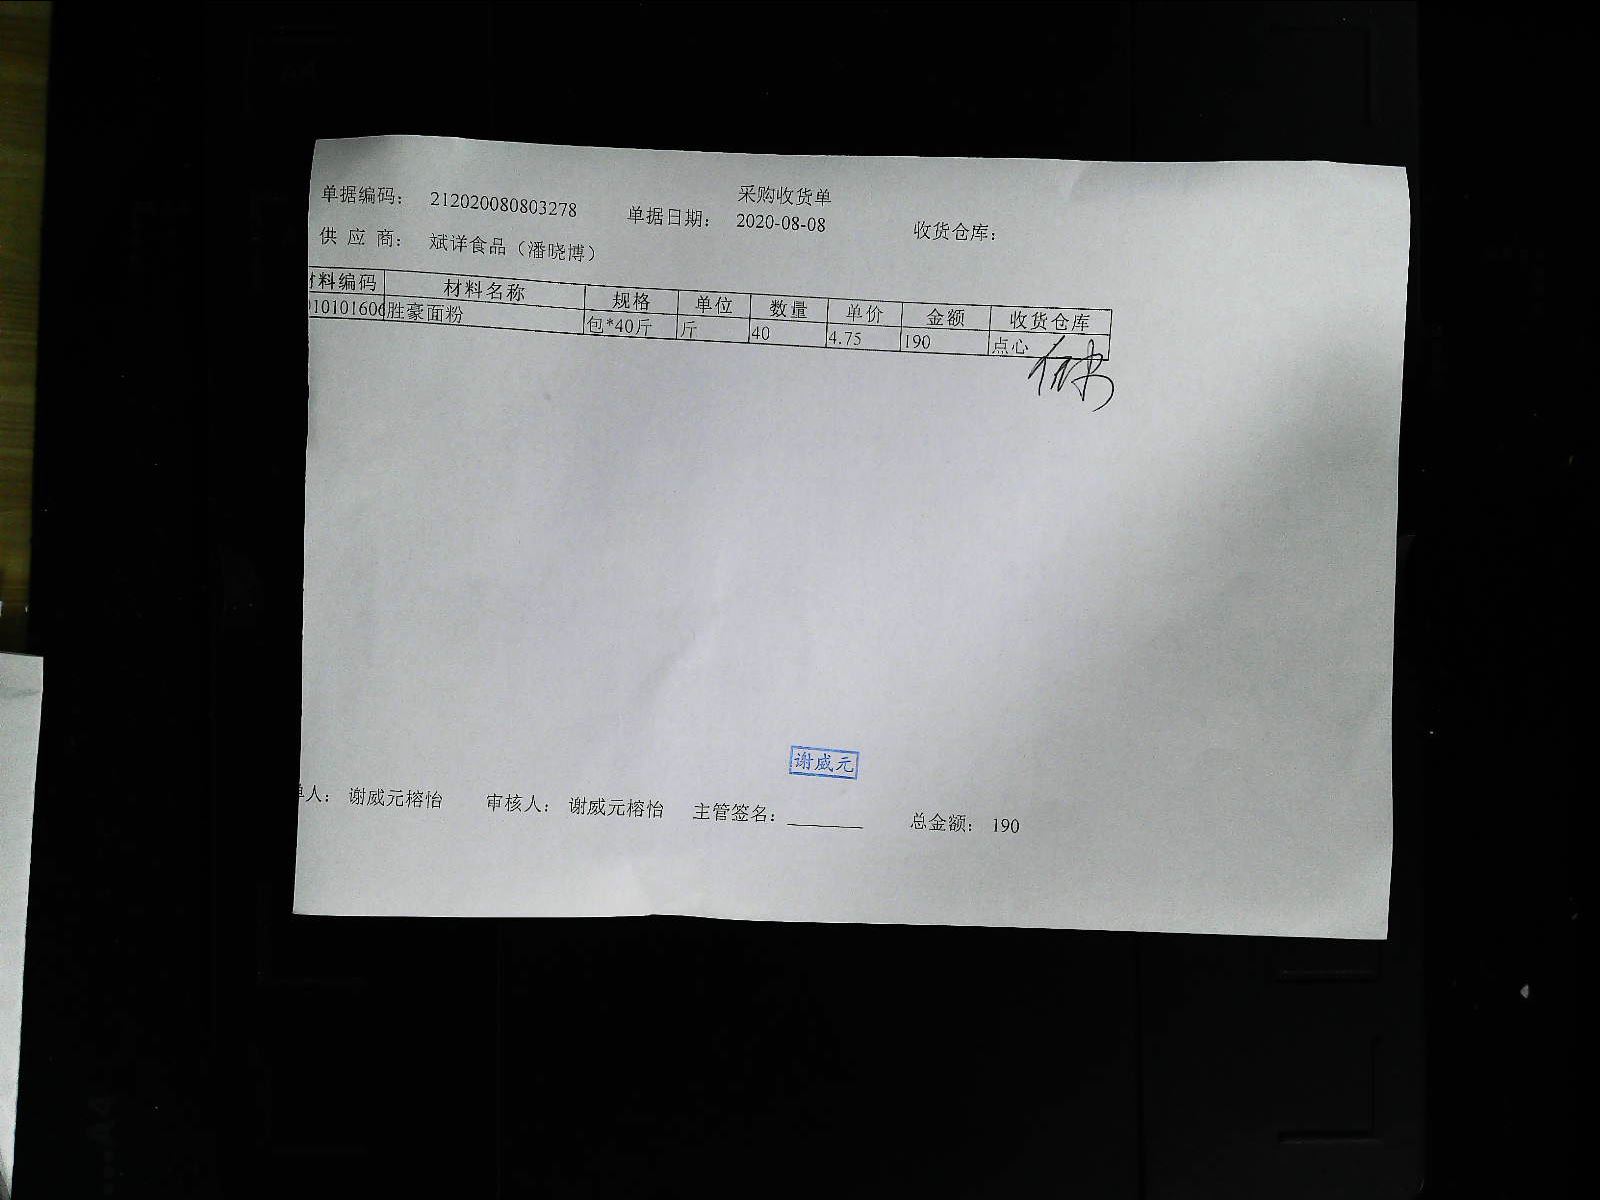 采购收货单
单据编码： 212020080803278 单据日期： 2020-08-08 收货仓库：
供 应 商： 斌详食品（潘晓博）
材料编码 材料名称 规格 单位 数量 单价 金额 收货仓库
10101606 胜豪面粉 包*40斤 斤 40 4.75 190 点心
谢威元
单人： 谢威元榕怡 审核人： 谢威元榕怡 主管签名：________ 总金额： 190